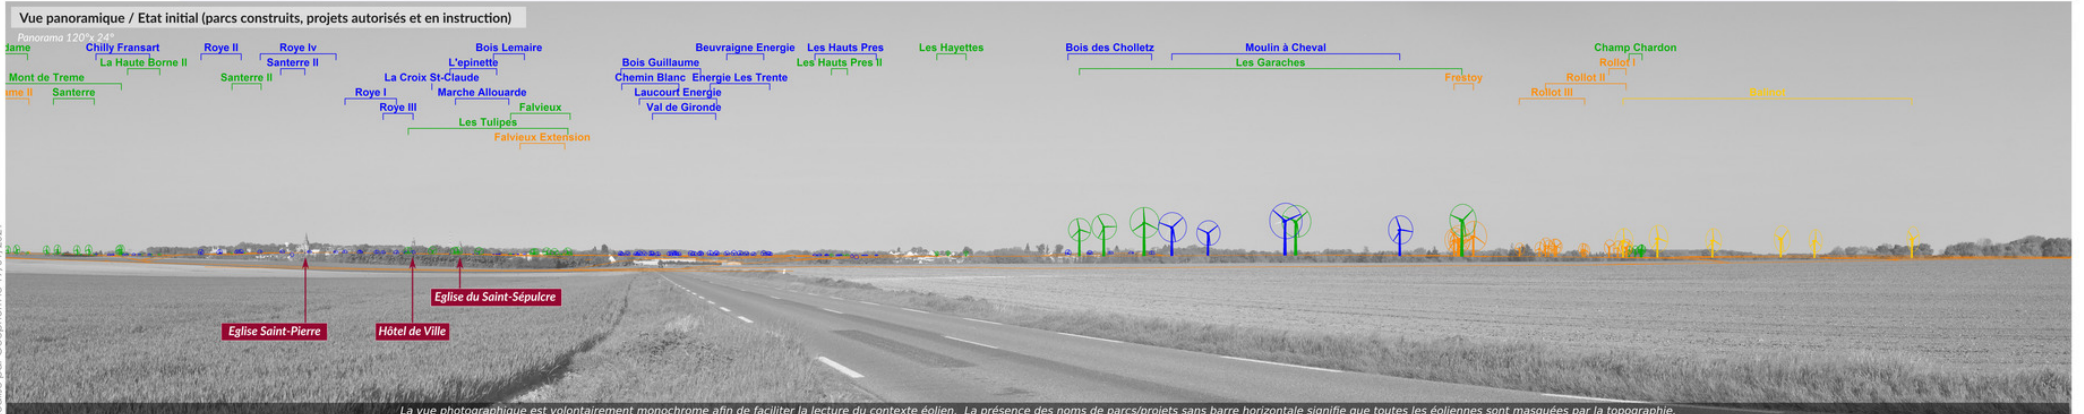 Vue panoramique / Etat initial (parcs construits, projets autorisés et en instruction)
Panorama 120°x 24°
Chilly Fransart
Roye II
Roye Iv
Bois Lemaire
Beuvraigne Energie
Les Hauts Pres
Les Hayettes
Bois des Cholletz
Moulin à Cheval
Champ Chardon
La Haute Borne II
Santerre II
L'epinette
Bois Guillaume
Les Hauts Pres II
Les Garaches
Rollot I
Mont de Treme
Santerre II
La Croix St-Claude
Chemin Blanc
Energie Les Trente
Frestoy
Rollot II
Santerre
Roye I
Marche Allouarde
Laucourt Energie
Rollot III
Roye III
Falvieux
Val de Gironde
Les Tulipes
Falvieux Extension
Eglise du Saint-Sépulcre
Eglise Saint-Pierre
Hôtel de Ville
La vue photographique est volontairement monochrome afin de faciliter la lecture du contexte éolien. La présence des noms de parcs/projets sans barre horizontale signifie que toutes les éoliennes sont masquées par la topographie.